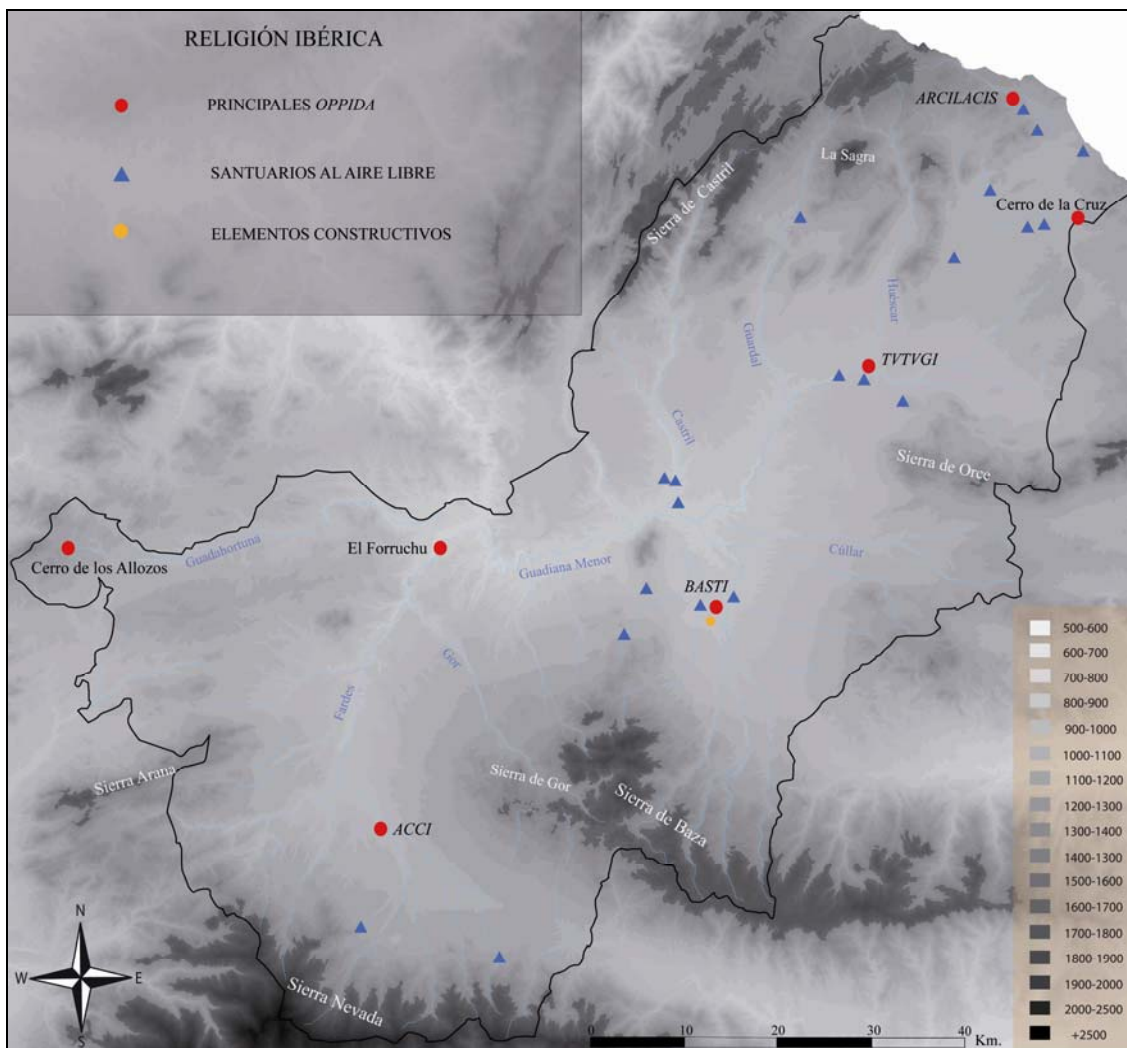 RELIGIÓN IBÉRICA
PRINCIPALES OPPIDA
SANTUARIOS AL AIRE LIBRE
ELEMENTOS CONSTRUCTIVOS
ARCILACIS
La Sagra
Sierra de Castril
Cerro de la Cruz
Huéscar
Guardal
TVTVGI
Castril
Sierra de Orce
El Forruchu
Guadahortuna
Cerro de los Allozos
Guadiana Menor
Cúllar
BASTI
Gor
Fardes
Sierra Arana
Sierra de Gor
Sierra de Baza
ACCI
Sierra Nevada
500-600
600-700
700-800
800-900
900-1000
1000-1100
1100-1200
1200-1300
1300-1400
1400-1300
1500-1600
1600-1700
1700-1800
1800-1900
1900-2000
2000-2500
+2500
N
W E
S
0 10 20 30 40 Km.